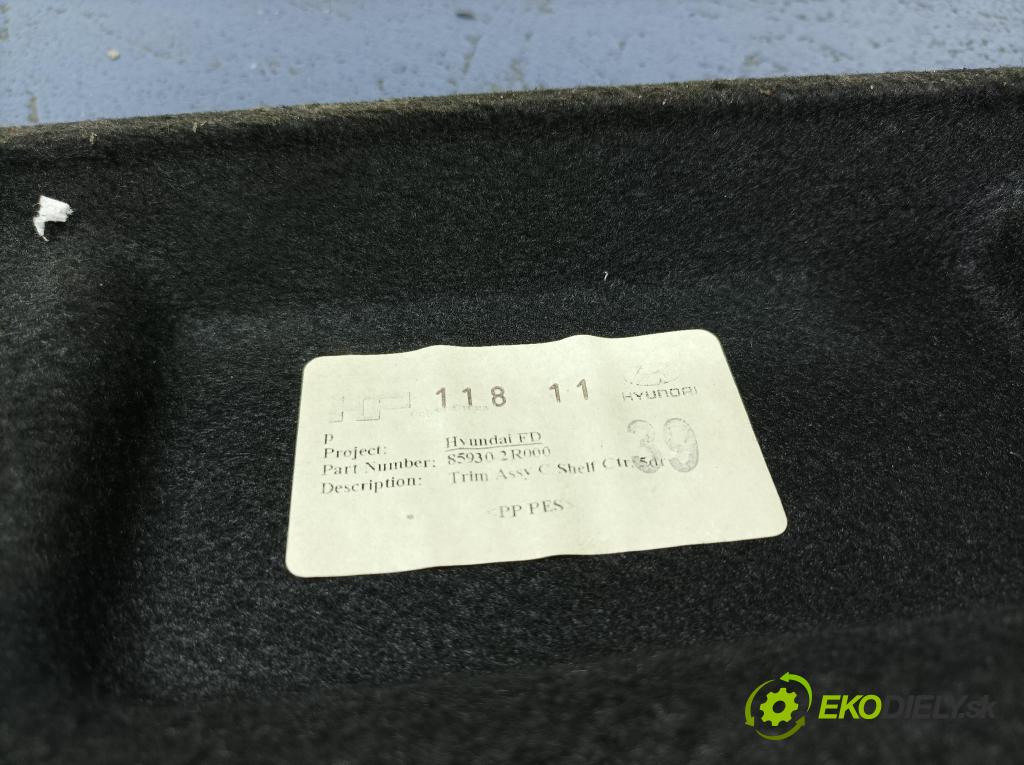 HP 118 11 HYUNDAI
P
Project: Hyundai FD
Part Number: 85930 2R000 39
Description: Trim Assy C Shelf Ctr. 5dr
<PP PES>
EKODIELY.sk